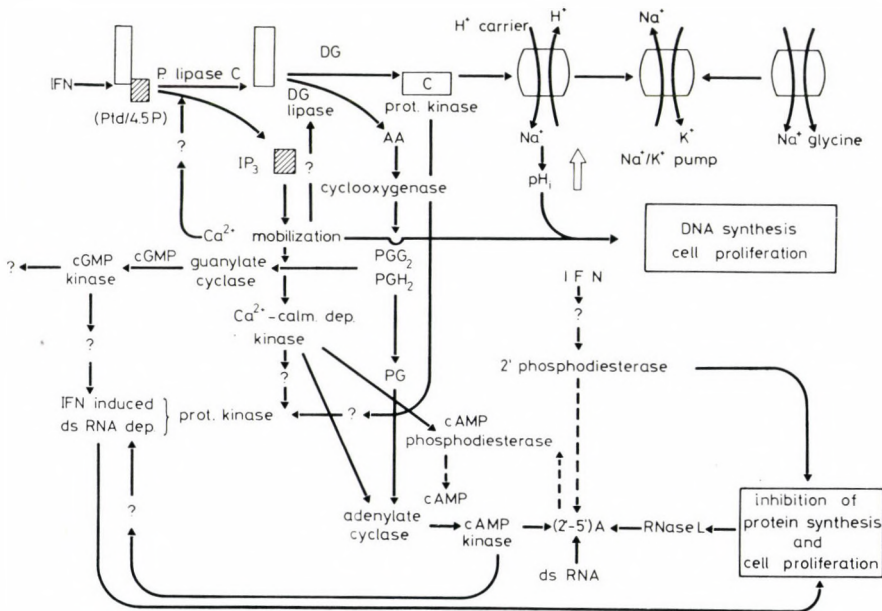 H⁺ carrier
H⁺
Na⁺
DG
IFN
P. lipase C
C
prot. kinase
(Ptd/4.5P)
DG
lipase
Na⁺
K⁺
Na⁺ glycine
AA
Na⁺/K⁺ pump
?
IP₃
?
cyclooxygenase
pHᵢ
Ca²⁺
mobilization
DNA synthesis
cell proliferation
PGG₂
PGH₂
?
cGMP
kinase
cGMP
guanylate
cyclase
IFN
?
Ca²⁺-calm. dep.
kinase
?
?
PG
2' phosphodiesterase
IFN induced
ds RNA dep.
} prot. kinase
?
cAMP
phosphodiesterase
cAMP
?
adenylate
cyclase
cAMP
kinase
(2'-5')A
RNase L
ds RNA
inhibition of
protein synthesis
and
cell proliferation